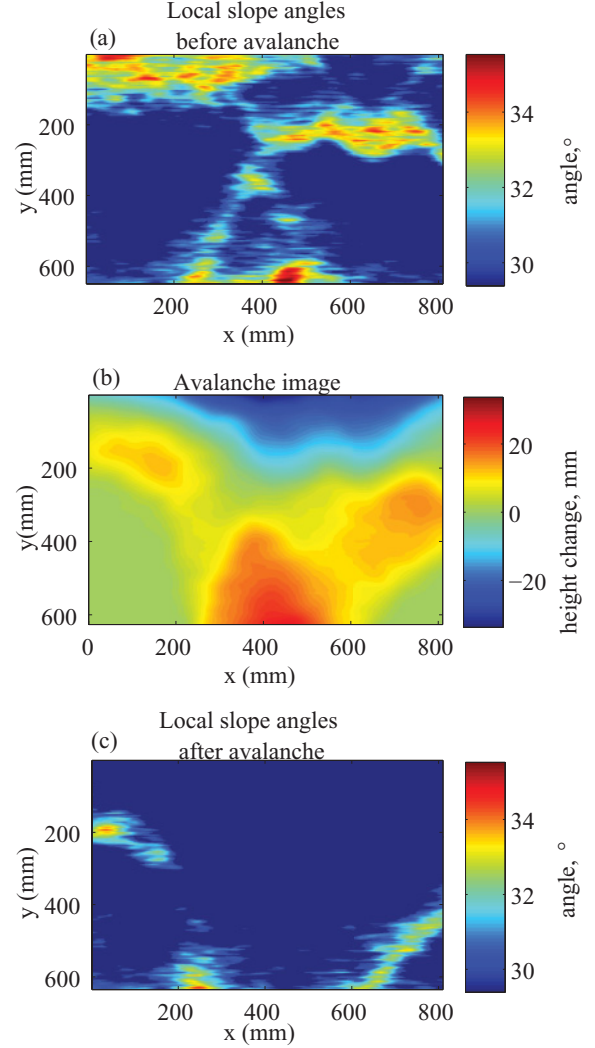 Local slope angles
(a)
before avalanche
200
400
600
y (mm)
200
400
600
800
x (mm)
34
32
30
angle,°
(b)
Avalanche image
200
400
600
y(mm)
0
200
400
600
800
x (mm)
20
0
−20
height change, mm
Local slope angles
(c)
after avalanche
200
400
600
y (mm)
200
400
600
800
x (mm)
34
32
30
angle, °